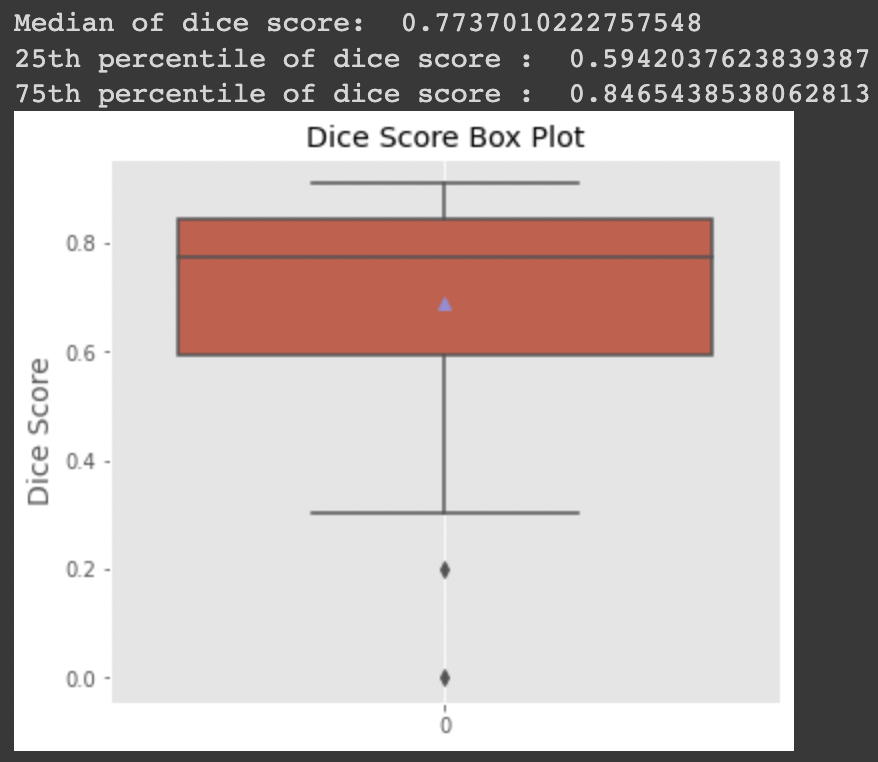 Median of dice score:  0.7737010222757548
25th percentile of dice score :  0.5942037623839387
75th percentile of dice score :  0.8465438538062813
Dice Score Box Plot
Dice Score
0.8
0.6
0.4
0.2
0.0
0